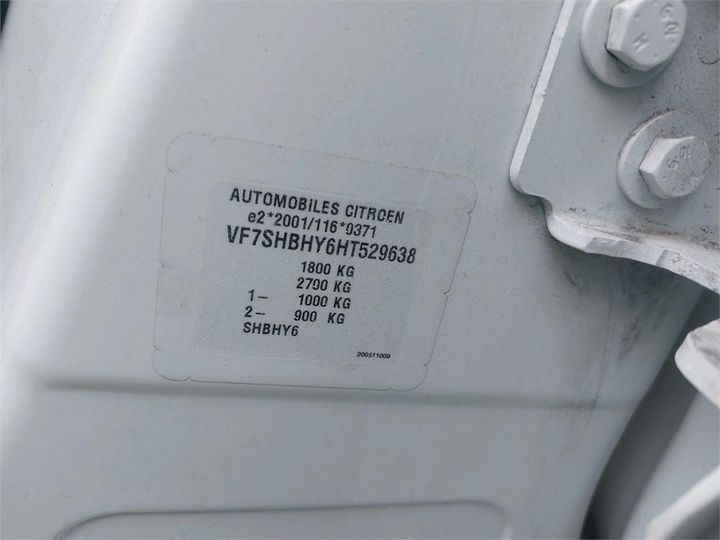 AUTOMOBILES CITROEN
e2*2001/116*0371
VF7SHBHY6HT529638
1800 KG
2700 KG
1- 1000 KG
2- 900 KG
SHBHY6
200511009